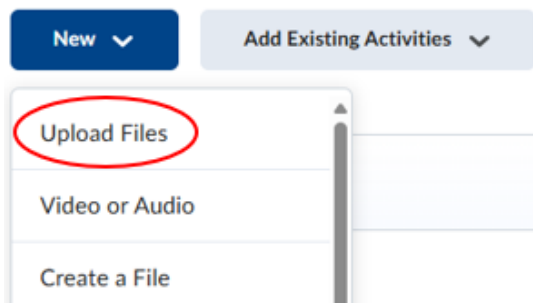 New
Add Existing Activities
Upload Files
Video or Audio
Create a File